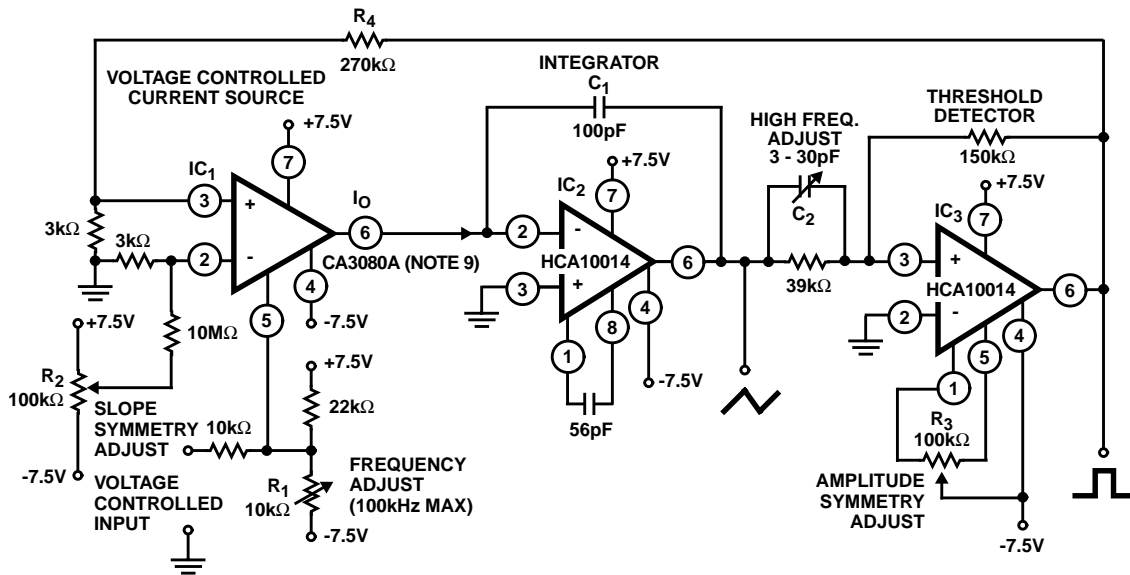 R4
270kΩ
VOLTAGE CONTROLLED
CURRENT SOURCE
+7.5V
7
IC1
3
+
3kΩ
3kΩ
2
-
IO
6
CA3080A (NOTE 9)
4
-7.5V
5
+7.5V
10MΩ
R2
100kΩ
SLOPE
SYMMETRY
ADJUST
-7.5V
VOLTAGE
CONTROLLED
INPUT
10kΩ
+7.5V
22kΩ
R1
10kΩ
FREQUENCY
ADJUST
(100kHz MAX)
-7.5V
INTEGRATOR
C1
100pF
+7.5V
IC2
7
2
-
HCA10014
3
+
6
4
-7.5V
8
1
56pF
HIGH FREQ.
ADJUST
3 - 30pF
C2
39kΩ
THRESHOLD
DETECTOR
150kΩ
+7.5V
IC3
7
3
+
HCA10014
2
-
6
4
5
1
R3
100kΩ
AMPLITUDE
SYMMETRY
ADJUST
-7.5V